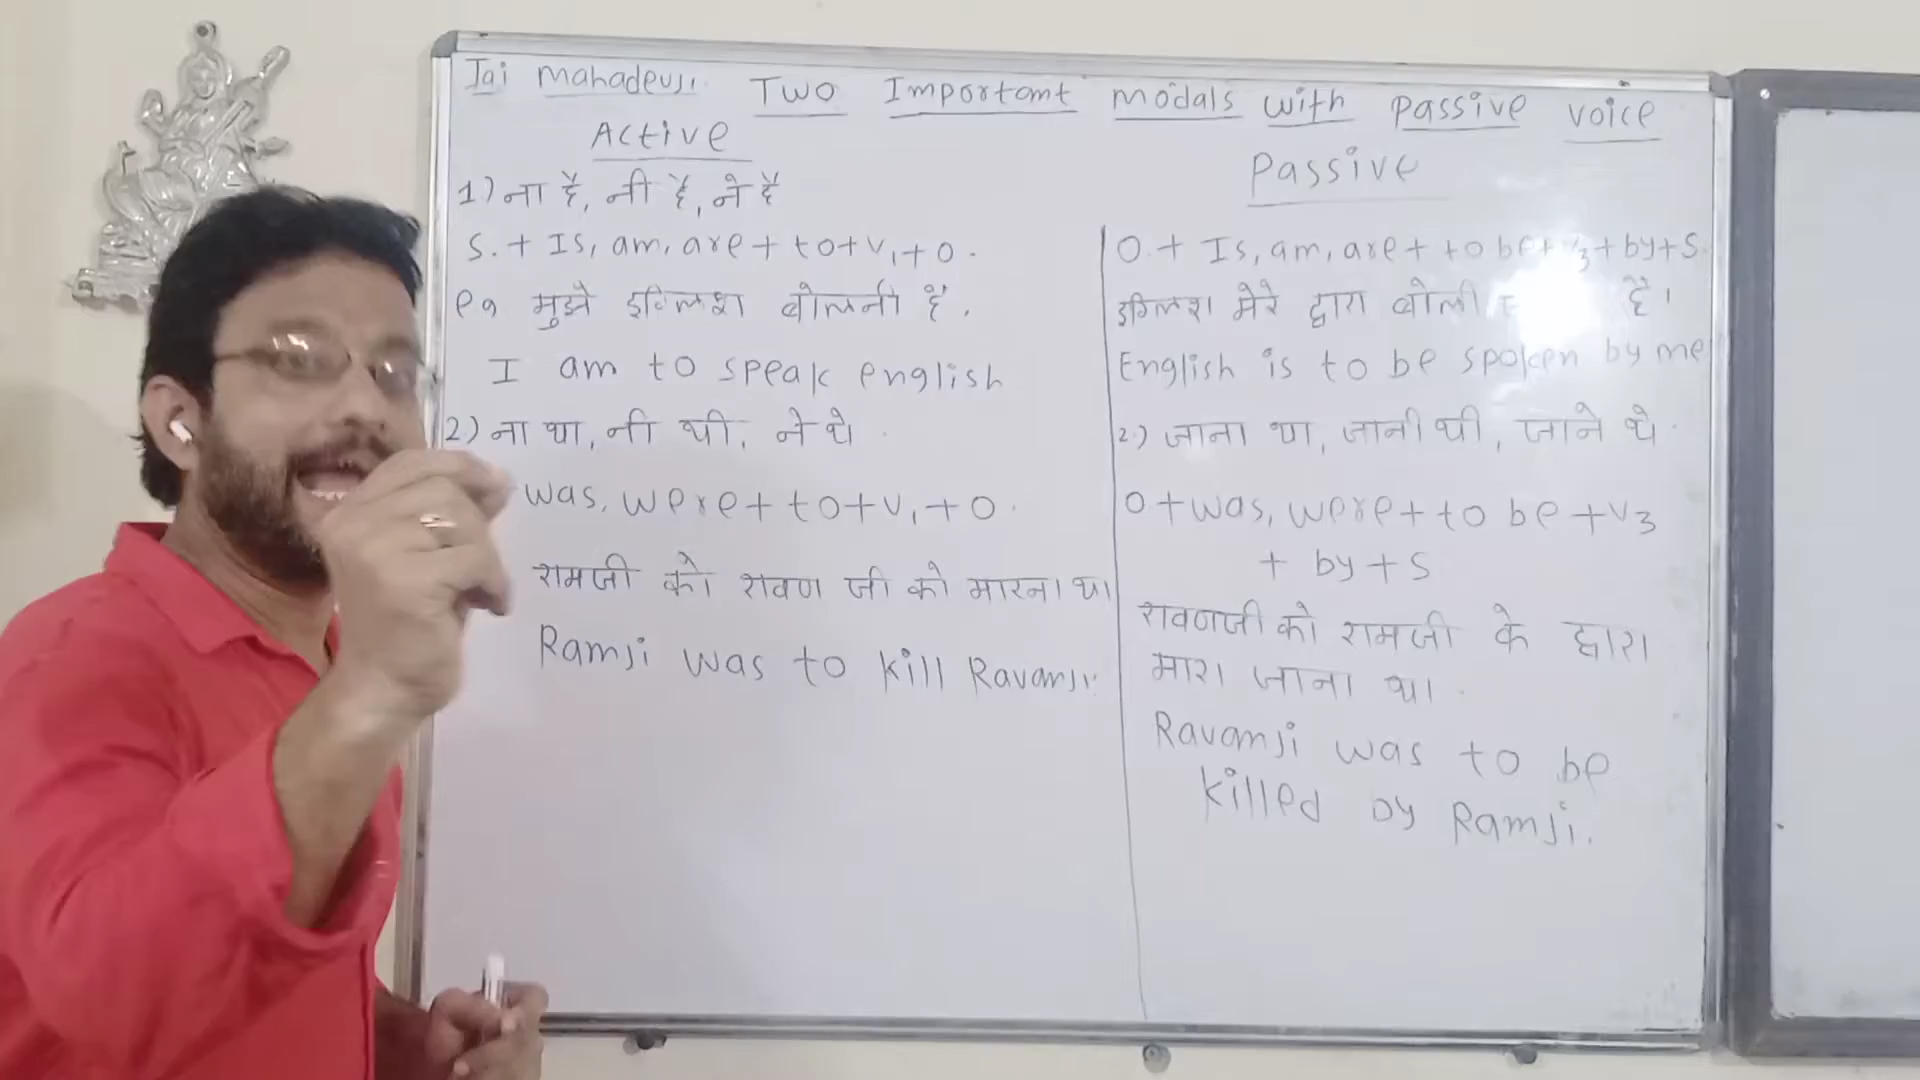 Jai Mahadevji. Two Important Modals with Passive Voice
Active
1) ना है, नी है, ने है
S. + Is, am, are + to + V1 + O.
eg मुझे इंग्लिश बोलनी है.
I am to speak english
2) ना था, नी थी, ने थे
was, were + to + V1 + O.
रामजी को रावण जी को मारना था।
Ramji was to kill Ravanji.
Passive
O. + Is, am, are + to be + V3 + by + S.
इंग्लिश मेरे द्वारा बोली है।
English is to be spoken by me
2.) जाना था, जानी थी, जाने थे.
O + was, were + to be + V3
+ by + S
रावणजी को रामजी के द्वारा
मारा जाना था.
Ravanji was to be
killed by Ramji.